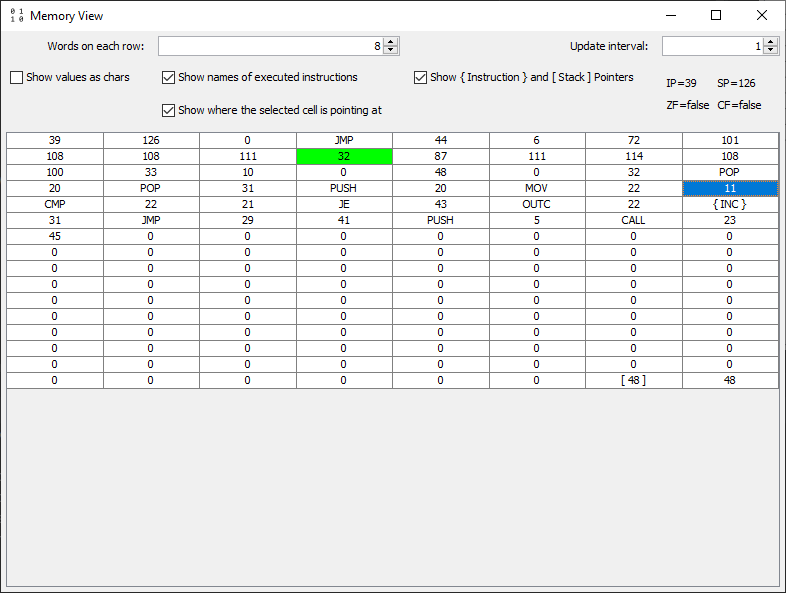 0 1
1 0
Memory View
Words on each row: 8 Update interval: 1
Show values as chars Show names of executed instructions Show { Instruction } and [ Stack ] Pointers IP=39 SP=126
Show where the selected cell is pointing at ZF=false CF=false
39 126 0 JMP 44 6 72 101
108 108 111 32 87 111 114 108
100 33 10 0 48 0 32 POP
20 POP 31 PUSH 20 MOV 22 11
CMP 22 21 JE 43 OUTC 22 { INC }
31 JMP 29 41 PUSH 5 CALL 23
45 0 0 0 0 0 0 0
0 0 0 0 0 0 0 0
0 0 0 0 0 0 0 0
0 0 0 0 0 0 0 0
0 0 0 0 0 0 0 0
0 0 0 0 0 0 0 0
0 0 0 0 0 0 0 0
0 0 0 0 0 0 0 0
0 0 0 0 0 0 0 0
0 0 0 0 0 0 [ 48 ] 48